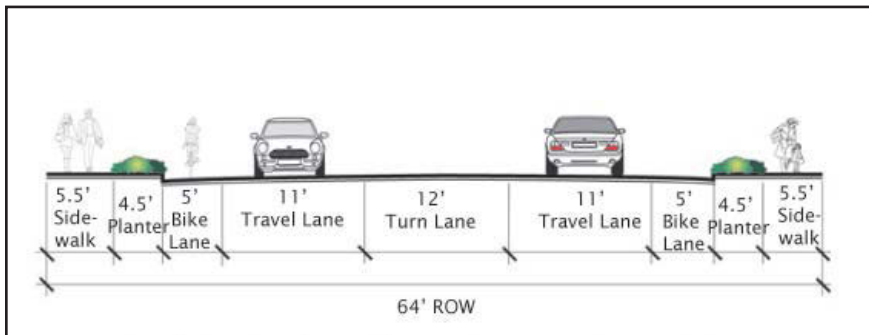 5.5'
Side-
walk
4.5'
Planter
5'
Bike
Lane
11'
Travel Lane
12'
Turn Lane
11'
Travel Lane
5'
Bike
Lane
4.5'
Planter
5.5'
Side-
walk
64' ROW